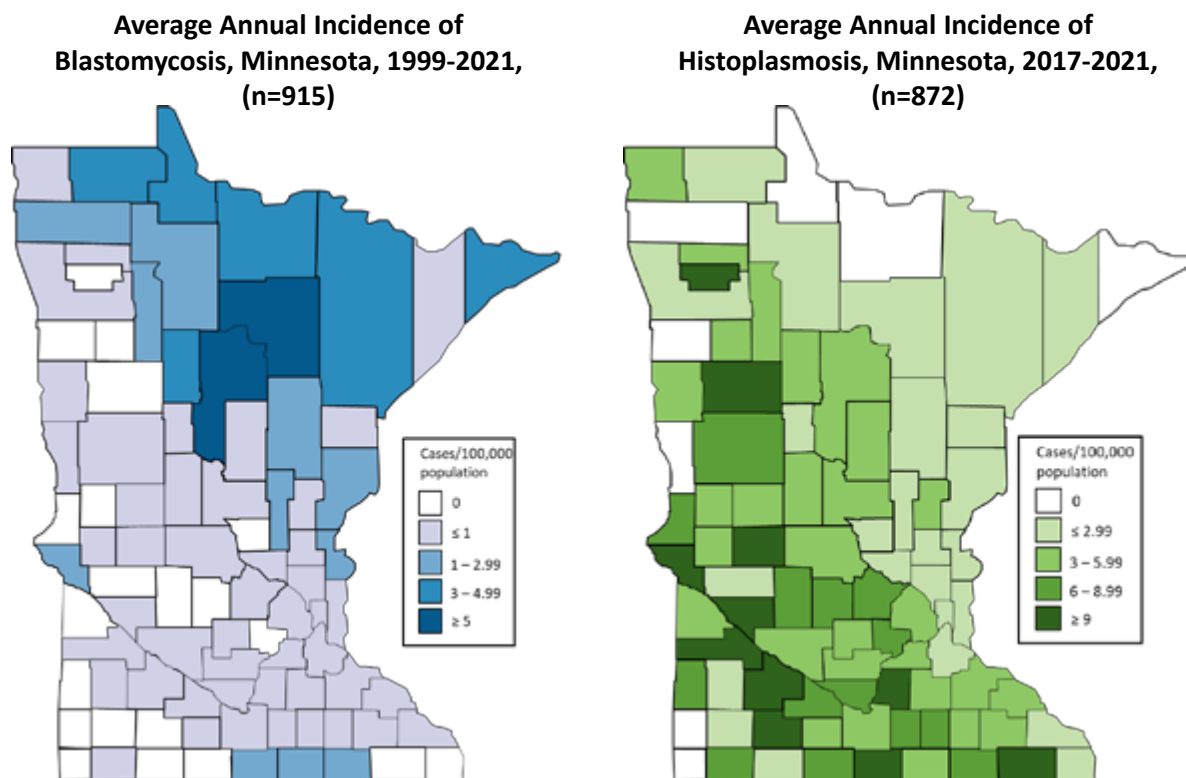 Average Annual Incidence of
Blastomycosis, Minnesota, 1999-2021,
(n=915)
Cases/100,000
population
0
≤ 1
1 – 2.99
3 – 4.99
≥ 5
Average Annual Incidence of
Histoplasmosis, Minnesota, 2017-2021,
(n=872)
Cases/100,000
population
0
≤ 2.99
3 – 5.99
6 – 8.99
≥ 9